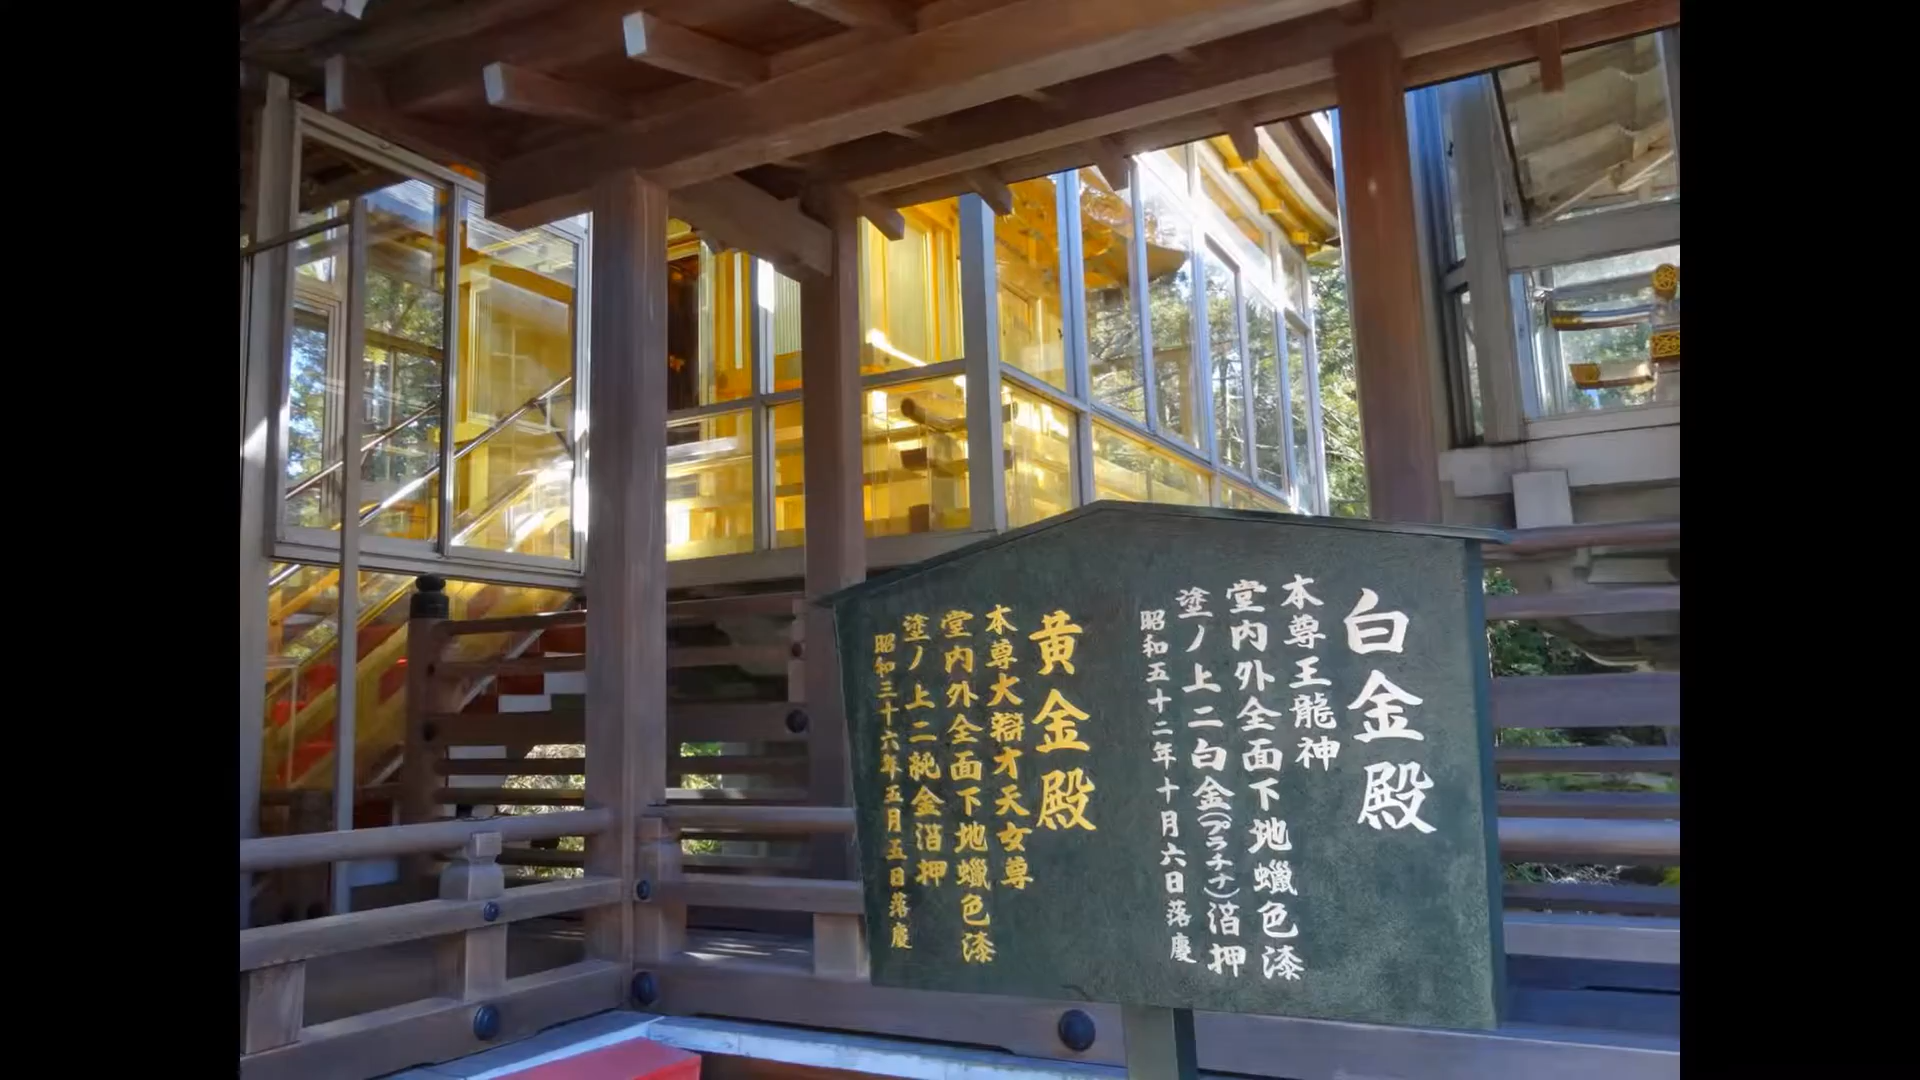 白金殿
本尊王龍神
堂内外全面下地蠟色漆
塗ノ上ニ白金(プラチナ)箔押
昭和五十二年十月六日落慶
黄金殿
本尊大辯才天女尊
堂内外全面下地蠟色漆
塗ノ上ニ純金箔押
昭和三十六年五月五日落慶